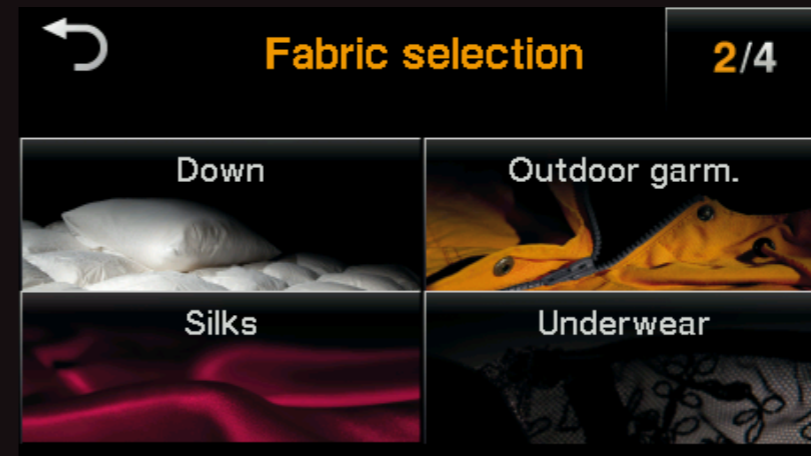 Fabric selection
2/4
Down
Outdoor garm.
Silks
Underwear